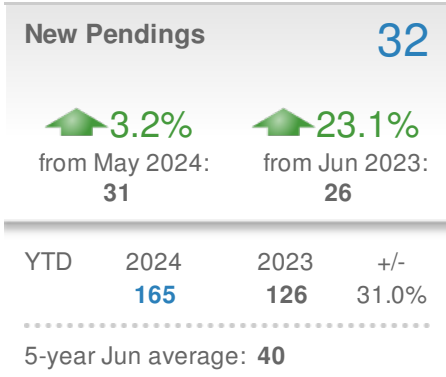 New Pendings 32
3.2% 23.1%
from May 2024: from Jun 2023:
31 26
YTD 2024 2023 +/-
165 126 31.0%
5-year Jun average: 40